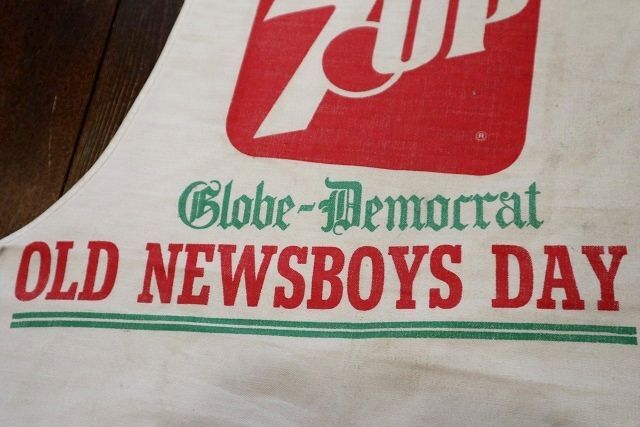 7UP
®
Globe-Democrat
OLD NEWSBOYS DAY